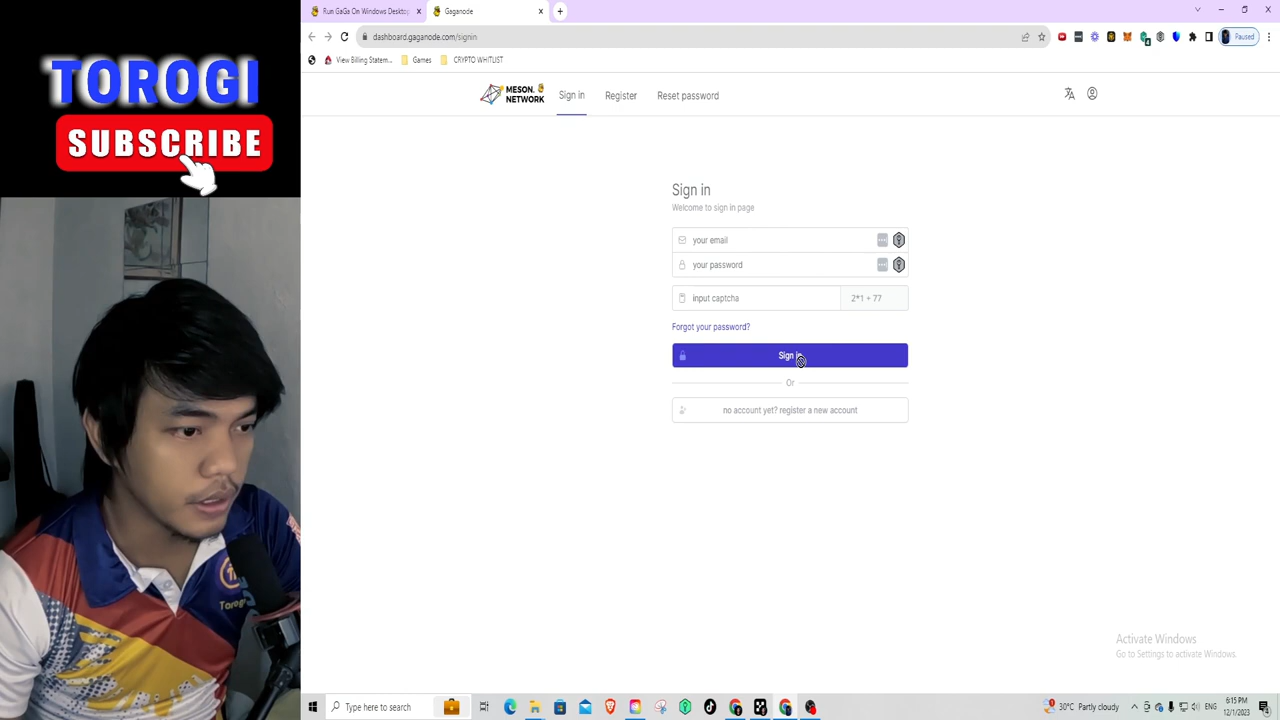 TOROGI
SUBSCRIBE
Torogi
Run GaGa On Windows Desktop
Gaganode
dashboard.gaganode.com/signin
Paused
View Billing Statem...
Games
CRYPTO WHITLIST
MESON.
NETWORK
Sign in
Register
Reset password
Sign in
Welcome to sign in page
your email
your password
input captcha
2*1 + 77
Forgot your password?
Sign in
Or
no account yet? register a new account
Activate Windows
Go to Settings to activate Windows.
Type here to search
30°C Partly cloudy
ENG
6:15 PM
12/1/2023